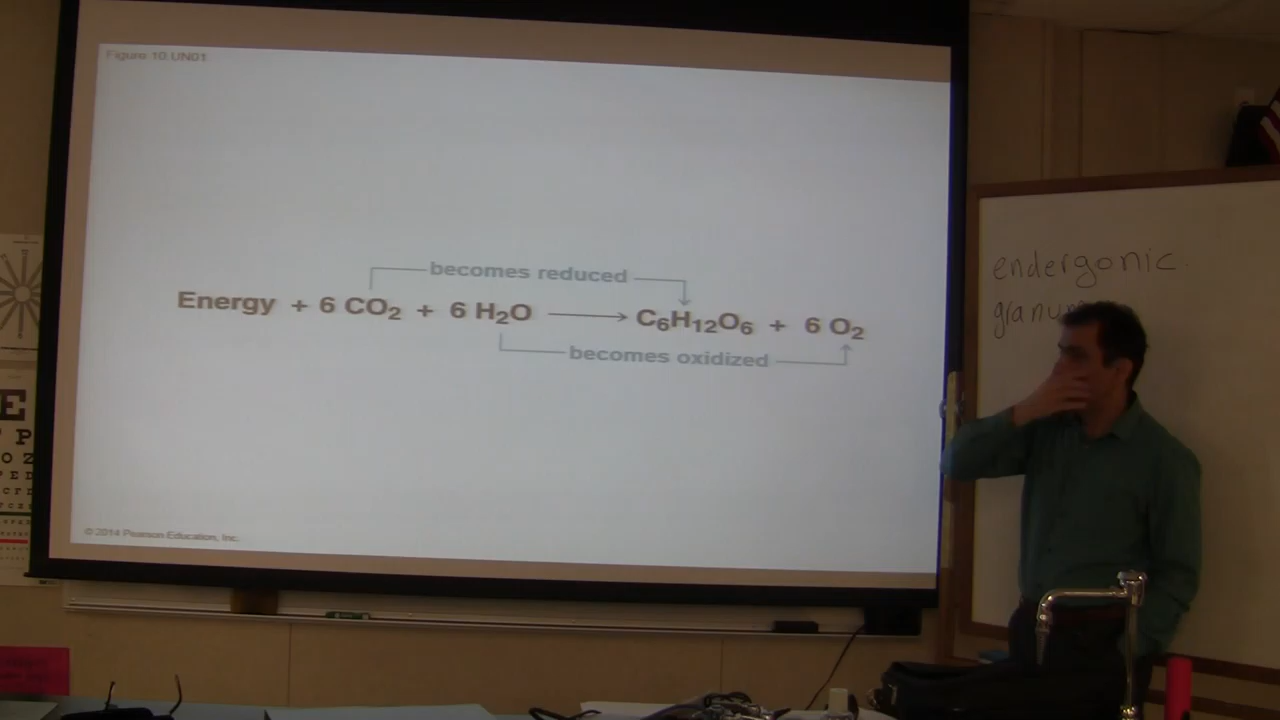 Figure 10.UN01
becomes reduced
Energy + 6 CO₂ + 6 H₂O ⟶ C₆H₁₂O₆ + 6 O₂
becomes oxidized
© 2014 Pearson Education, Inc.
endergonic
E
P
O Z
P E D